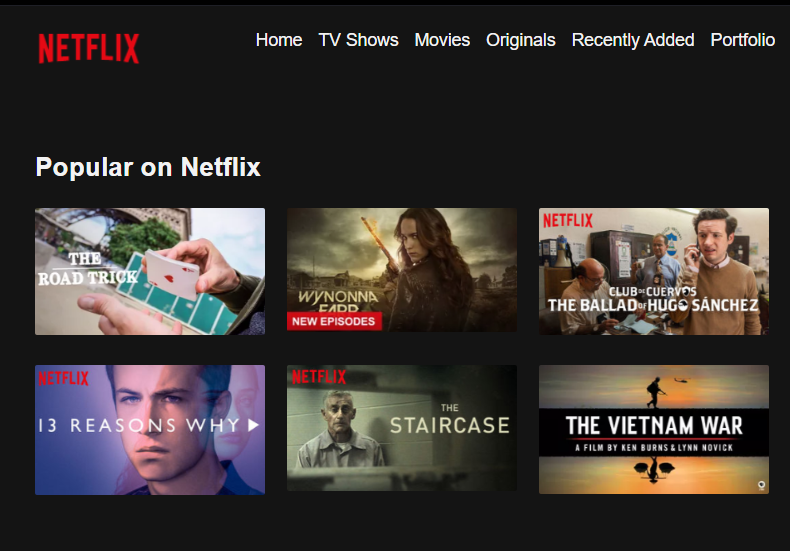 NETFLIX
Home TV Shows Movies Originals Recently Added Portfolio
Popular on Netflix
THE
ROAD TRICK
WYNONNA
EARP
NEW EPISODES
NETFLIX
CLUB DE CUERVOS
THE BALLAD OF HUGO SÁNCHEZ
NETFLIX
13 REASONS WHY
NETFLIX
THE
STAIRCASE
THE VIETNAM WAR
A FILM BY KEN BURNS & LYNN NOVICK